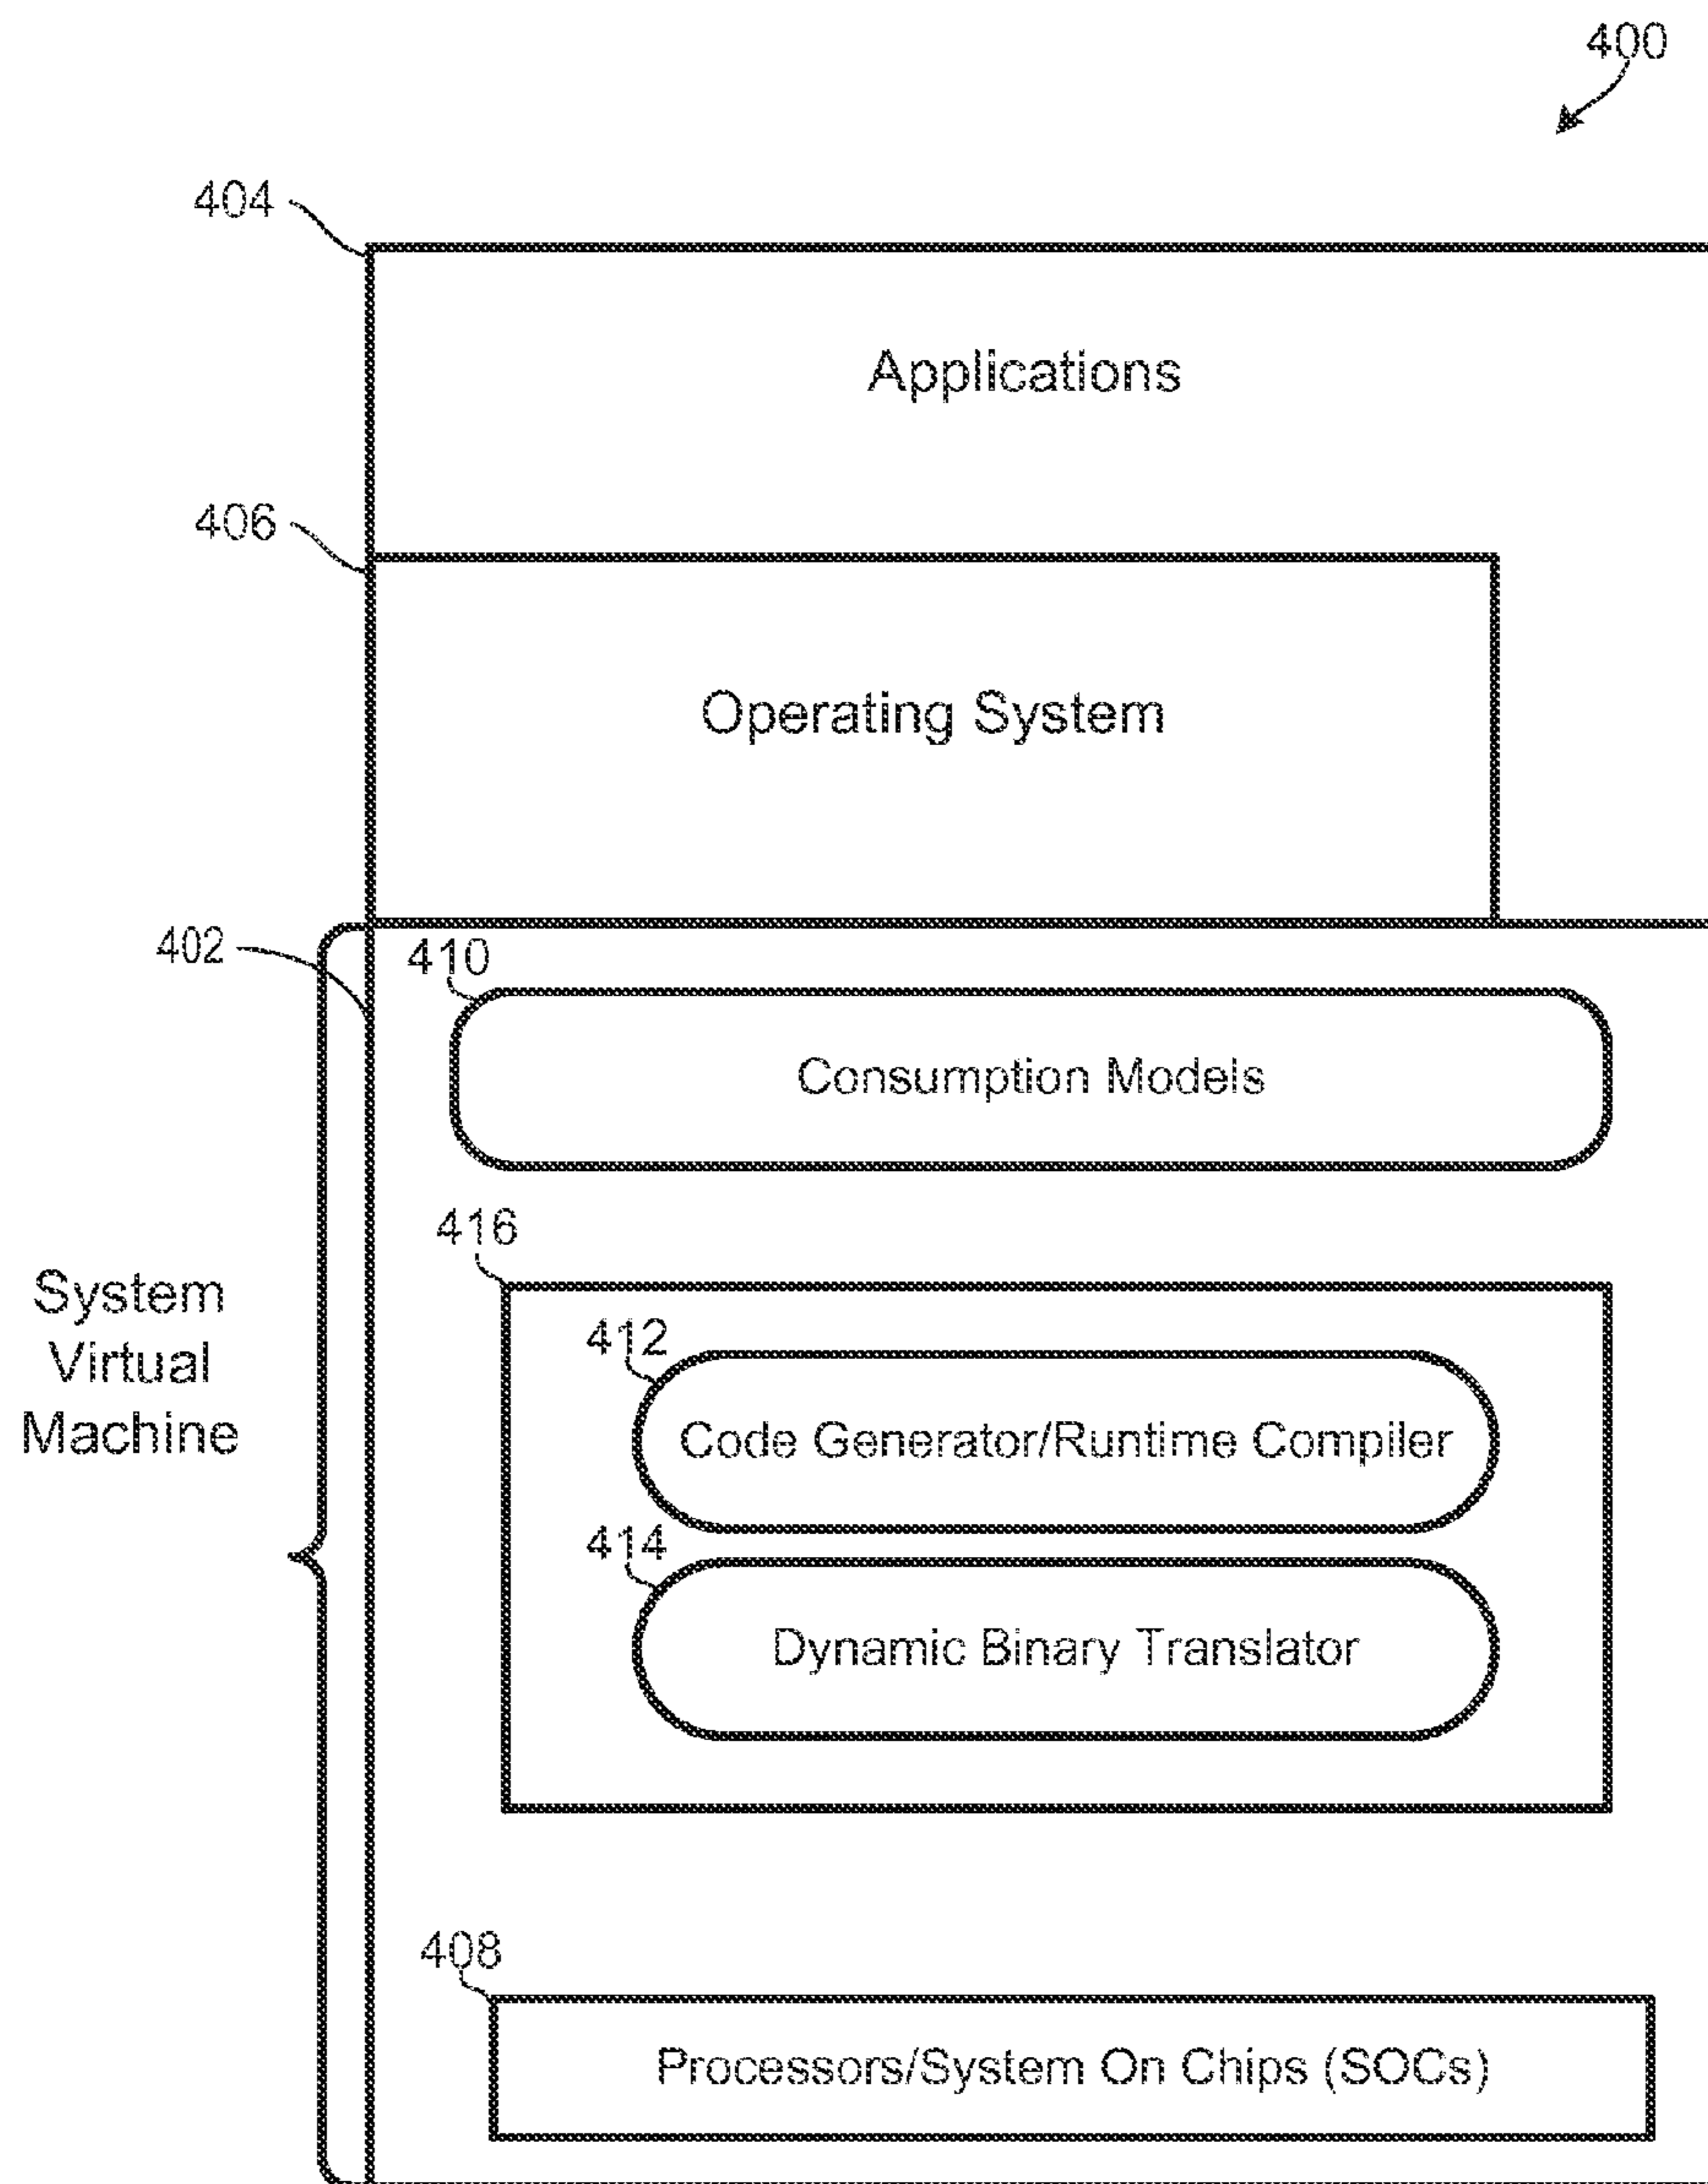 400
404
Applications
406
Operating System
402
410
Consumption Models
416
System
Virtual
Machine
412
Code Generator/Runtime Compiler
414
Dynamic Binary Translator
408
Processors/System On Chips (SOCs)